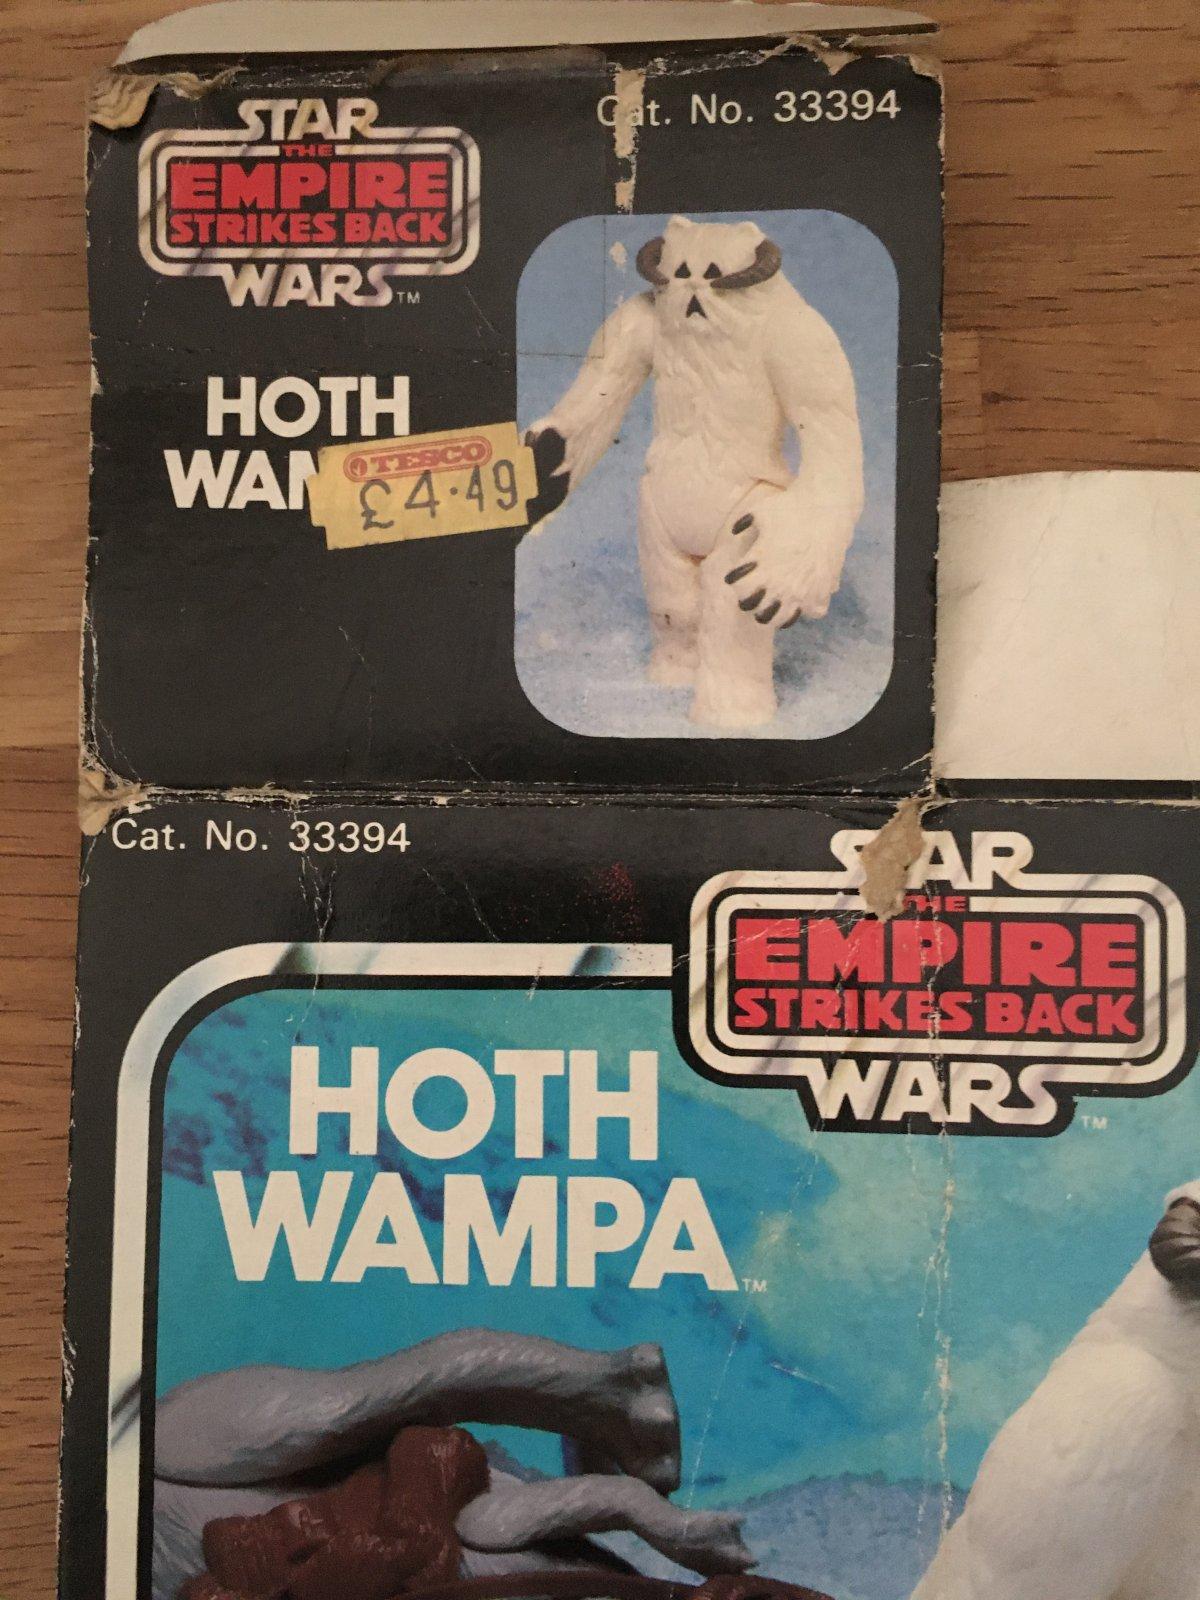 Cat. No. 33394
STAR
THE
EMPIRE
STRIKES BACK
WARS TM
HOTH
WAM
TESCO
£4.49
Cat. No. 33394
STAR
THE
EMPIRE
STRIKES BACK
WARS TM
HOTH
WAMPA TM